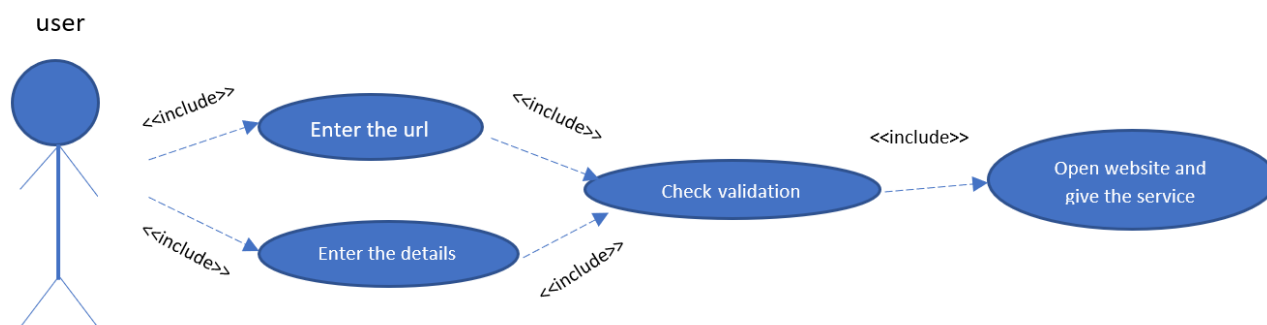 user
<<include>>
Enter the url
<<include>>
<<include>>
Check validation
Open website and
give the service
<<include>>
Enter the details
<<include>>